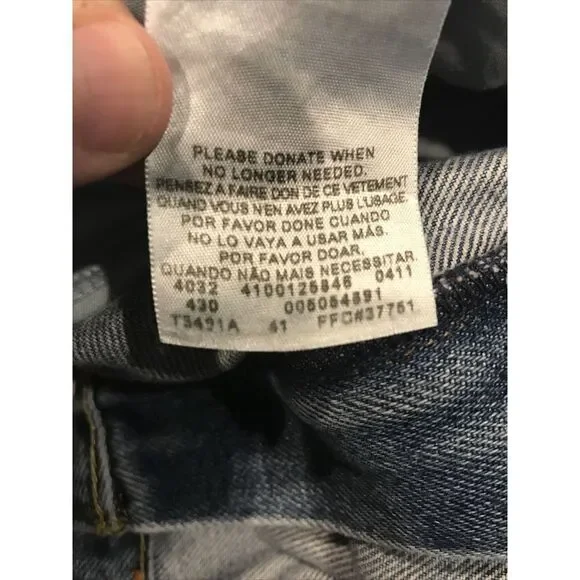 PLEASE DONATE WHEN
NO LONGER NEEDED.
PENSEZ A FAIRE DON DE CE VETEMENT
QUAND VOUS N'EN AVEZ PLUS L'USAGE.
POR FAVOR DONE CUANDO
NO LO VAYA A USAR MÁS.
POR FAVOR DOAR.
QUANDO NÃO MAIS NECESSITAR.
4032 4100125846 0411
430 005054891
T5421A 41 FFC#37751